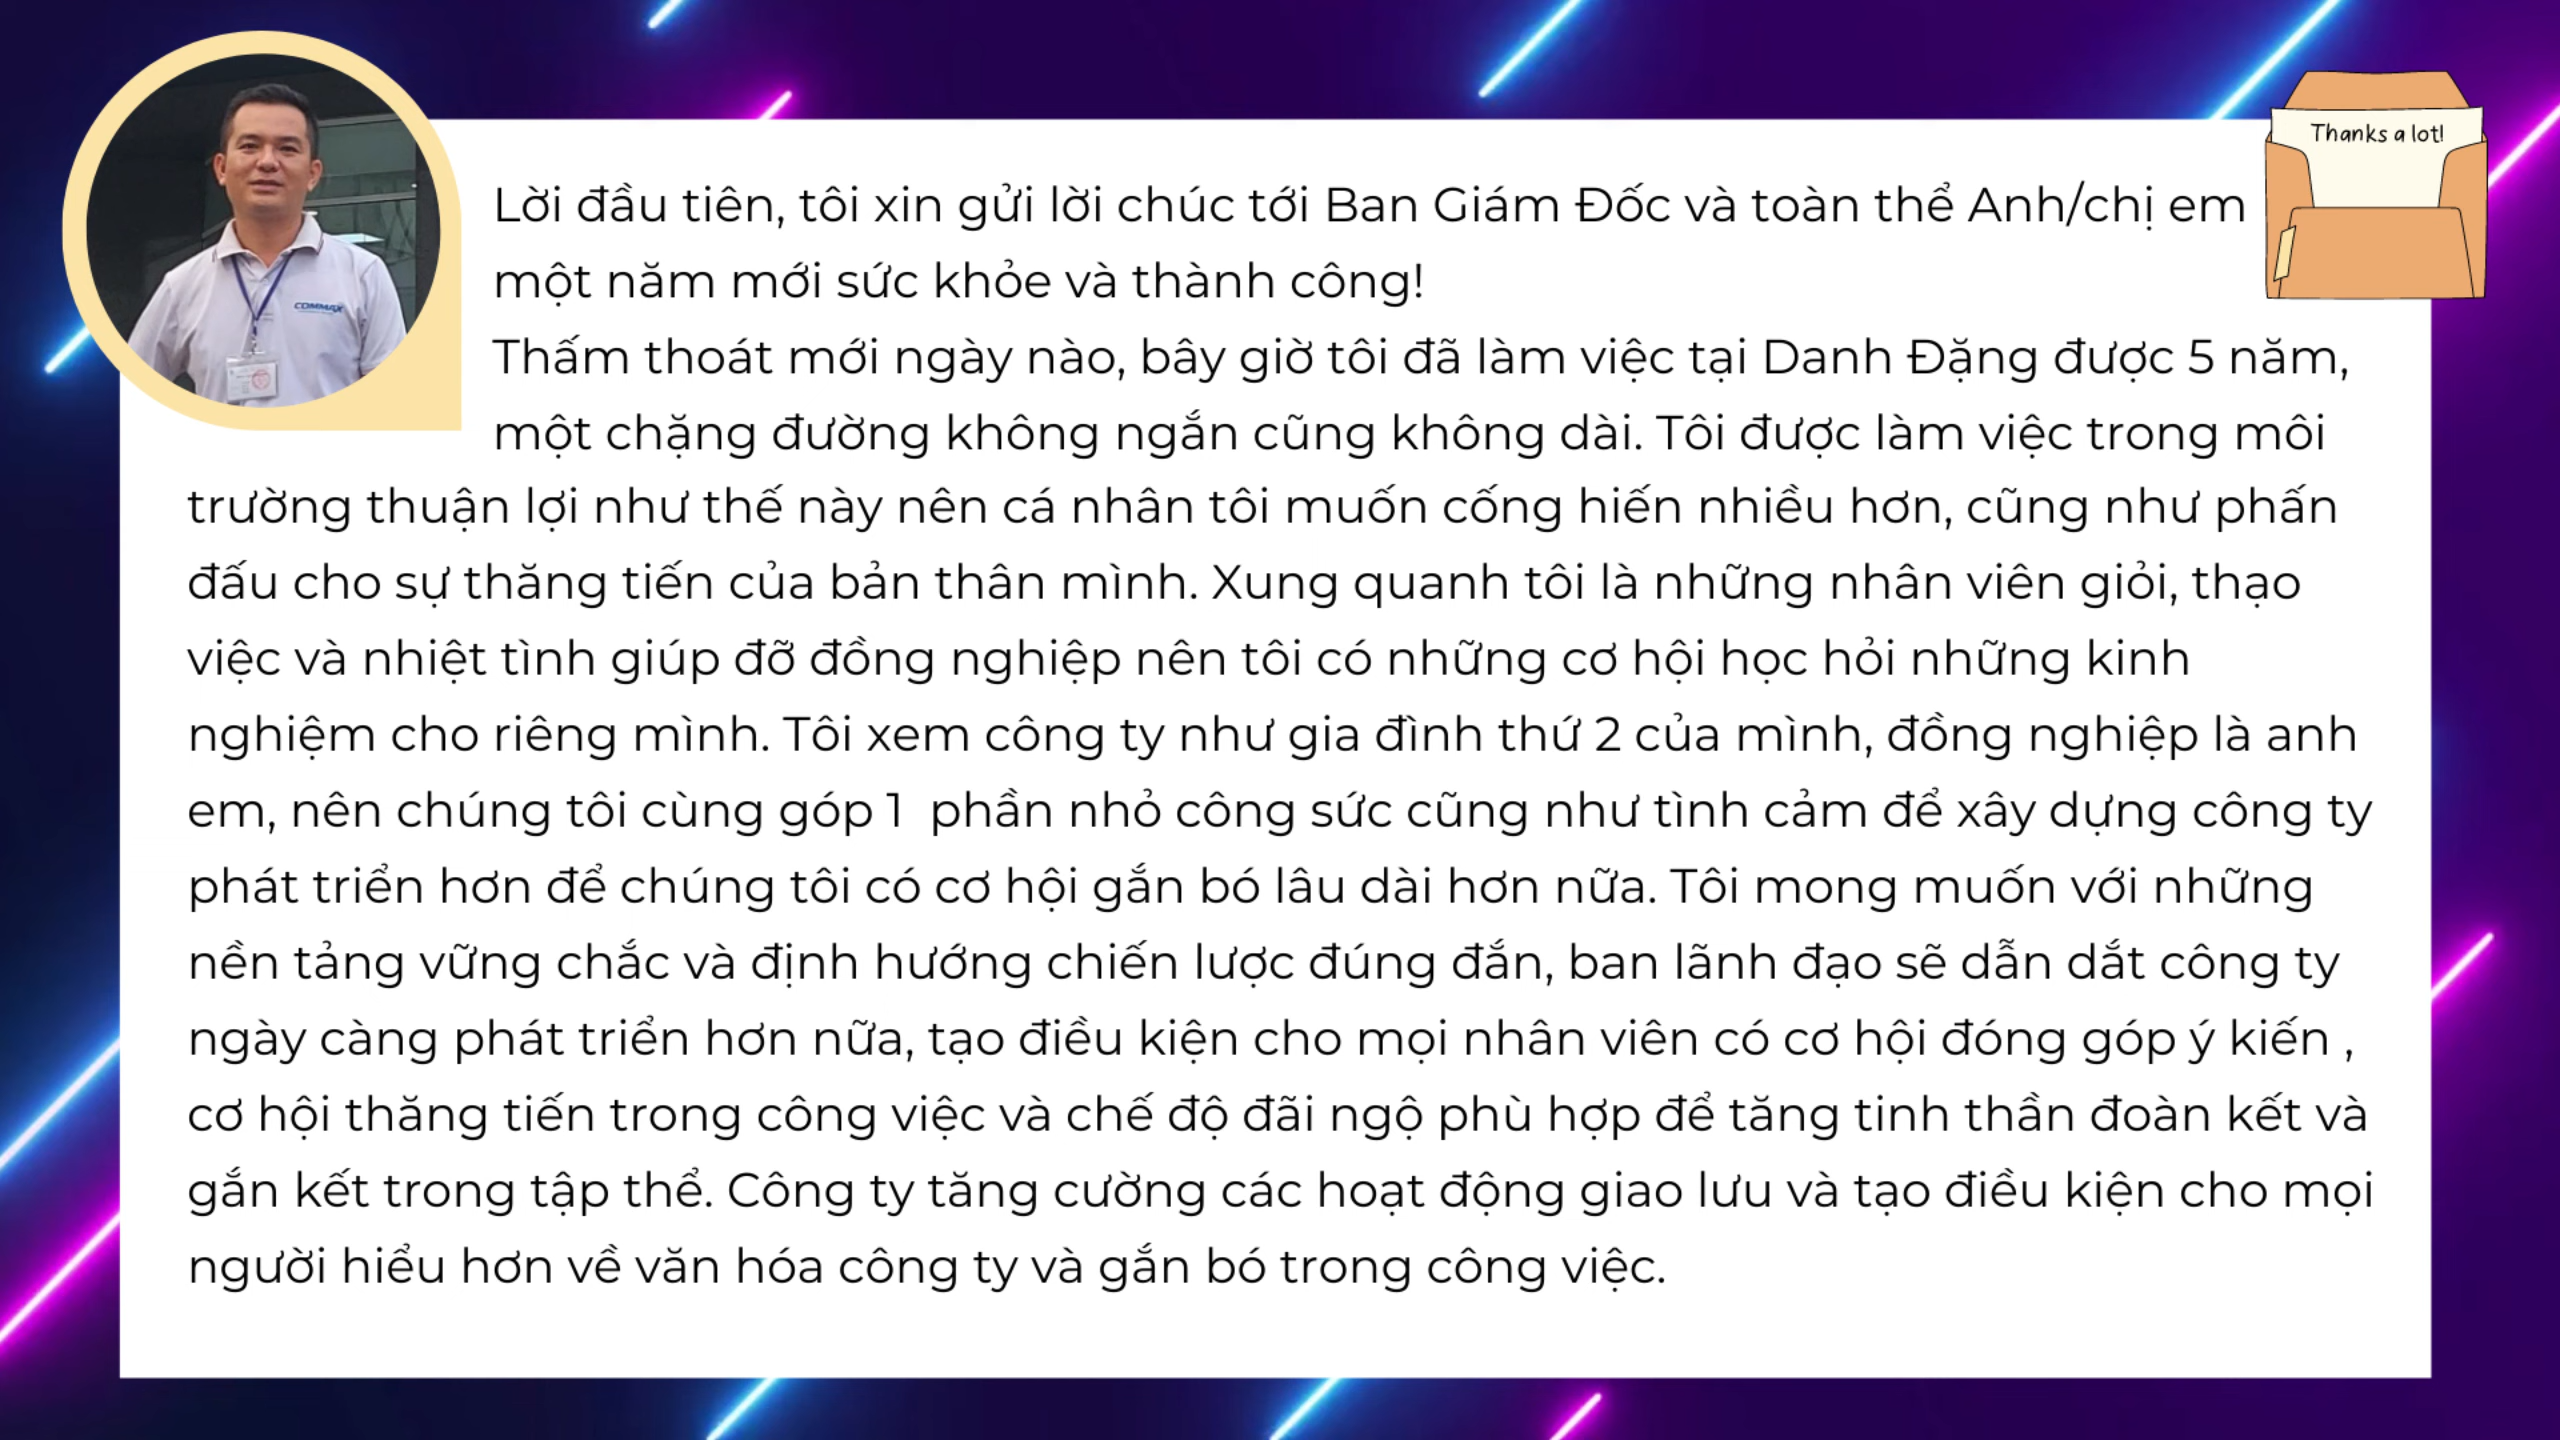 Thanks a lot!
COMMAX
Lời đầu tiên, tôi xin gửi lời chúc tới Ban Giám Đốc và toàn thể Anh/chị em
một năm mới sức khỏe và thành công!
Thấm thoát mới ngày nào, bây giờ tôi đã làm việc tại Danh Đặng được 5 năm,
một chặng đường không ngắn cũng không dài. Tôi được làm việc trong môi
trường thuận lợi như thế này nên cá nhân tôi muốn cống hiến nhiều hơn, cũng như phấn
đấu cho sự thăng tiến của bản thân mình. Xung quanh tôi là những nhân viên giỏi, thạo
việc và nhiệt tình giúp đỡ đồng nghiệp nên tôi có những cơ hội học hỏi những kinh
nghiệm cho riêng mình. Tôi xem công ty như gia đình thứ 2 của mình, đồng nghiệp là anh
em, nên chúng tôi cùng góp 1  phần nhỏ công sức cũng như tình cảm để xây dựng công ty
phát triển hơn để chúng tôi có cơ hội gắn bó lâu dài hơn nữa. Tôi mong muốn với những
nền tảng vững chắc và định hướng chiến lược đúng đắn, ban lãnh đạo sẽ dẫn dắt công ty
ngày càng phát triển hơn nữa, tạo điều kiện cho mọi nhân viên có cơ hội đóng góp ý kiến ,
cơ hội thăng tiến trong công việc và chế độ đãi ngộ phù hợp để tăng tinh thần đoàn kết và
gắn kết trong tập thể. Công ty tăng cường các hoạt động giao lưu và tạo điều kiện cho mọi
người hiểu hơn về văn hóa công ty và gắn bó trong công việc.